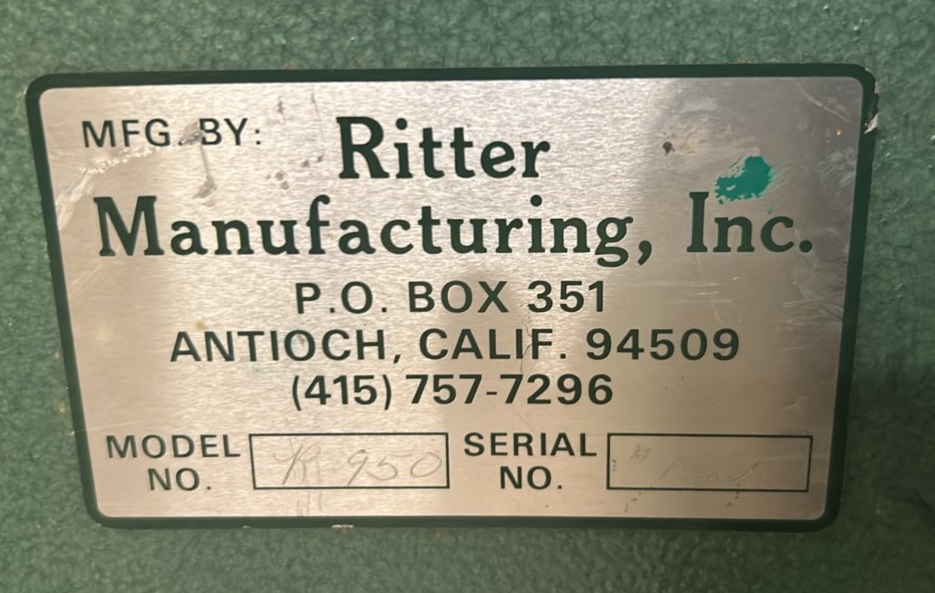 MFG. BY: Ritter
Manufacturing, Inc.
P.O. BOX 351
ANTIOCH, CALIF. 94509
(415) 757-7296
MODEL NO. R 950 SERIAL NO.